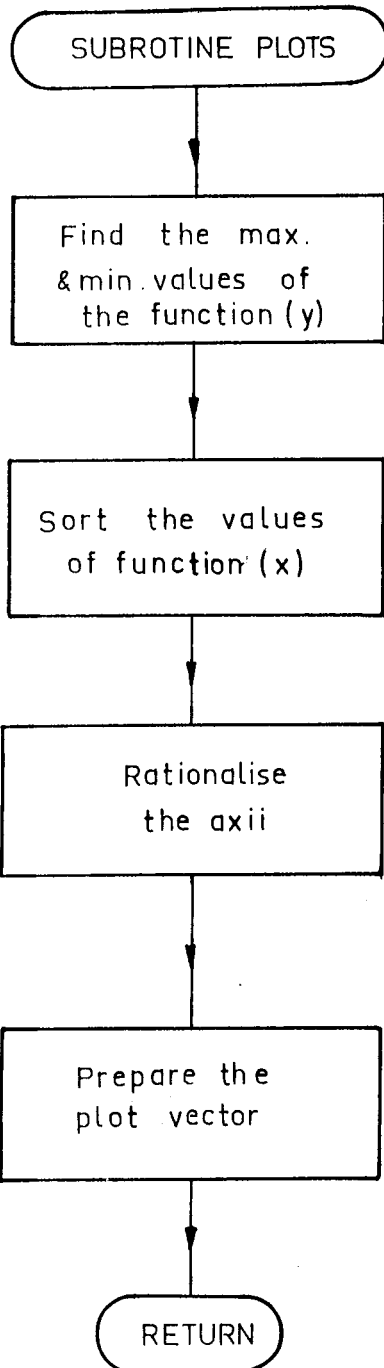 SUBROTINE PLOTS
Find the max.
&min.values of
the function (y)
Sort the values
of function (x)
Rationalise
the axii
Prepare the
plot vector
RETURN